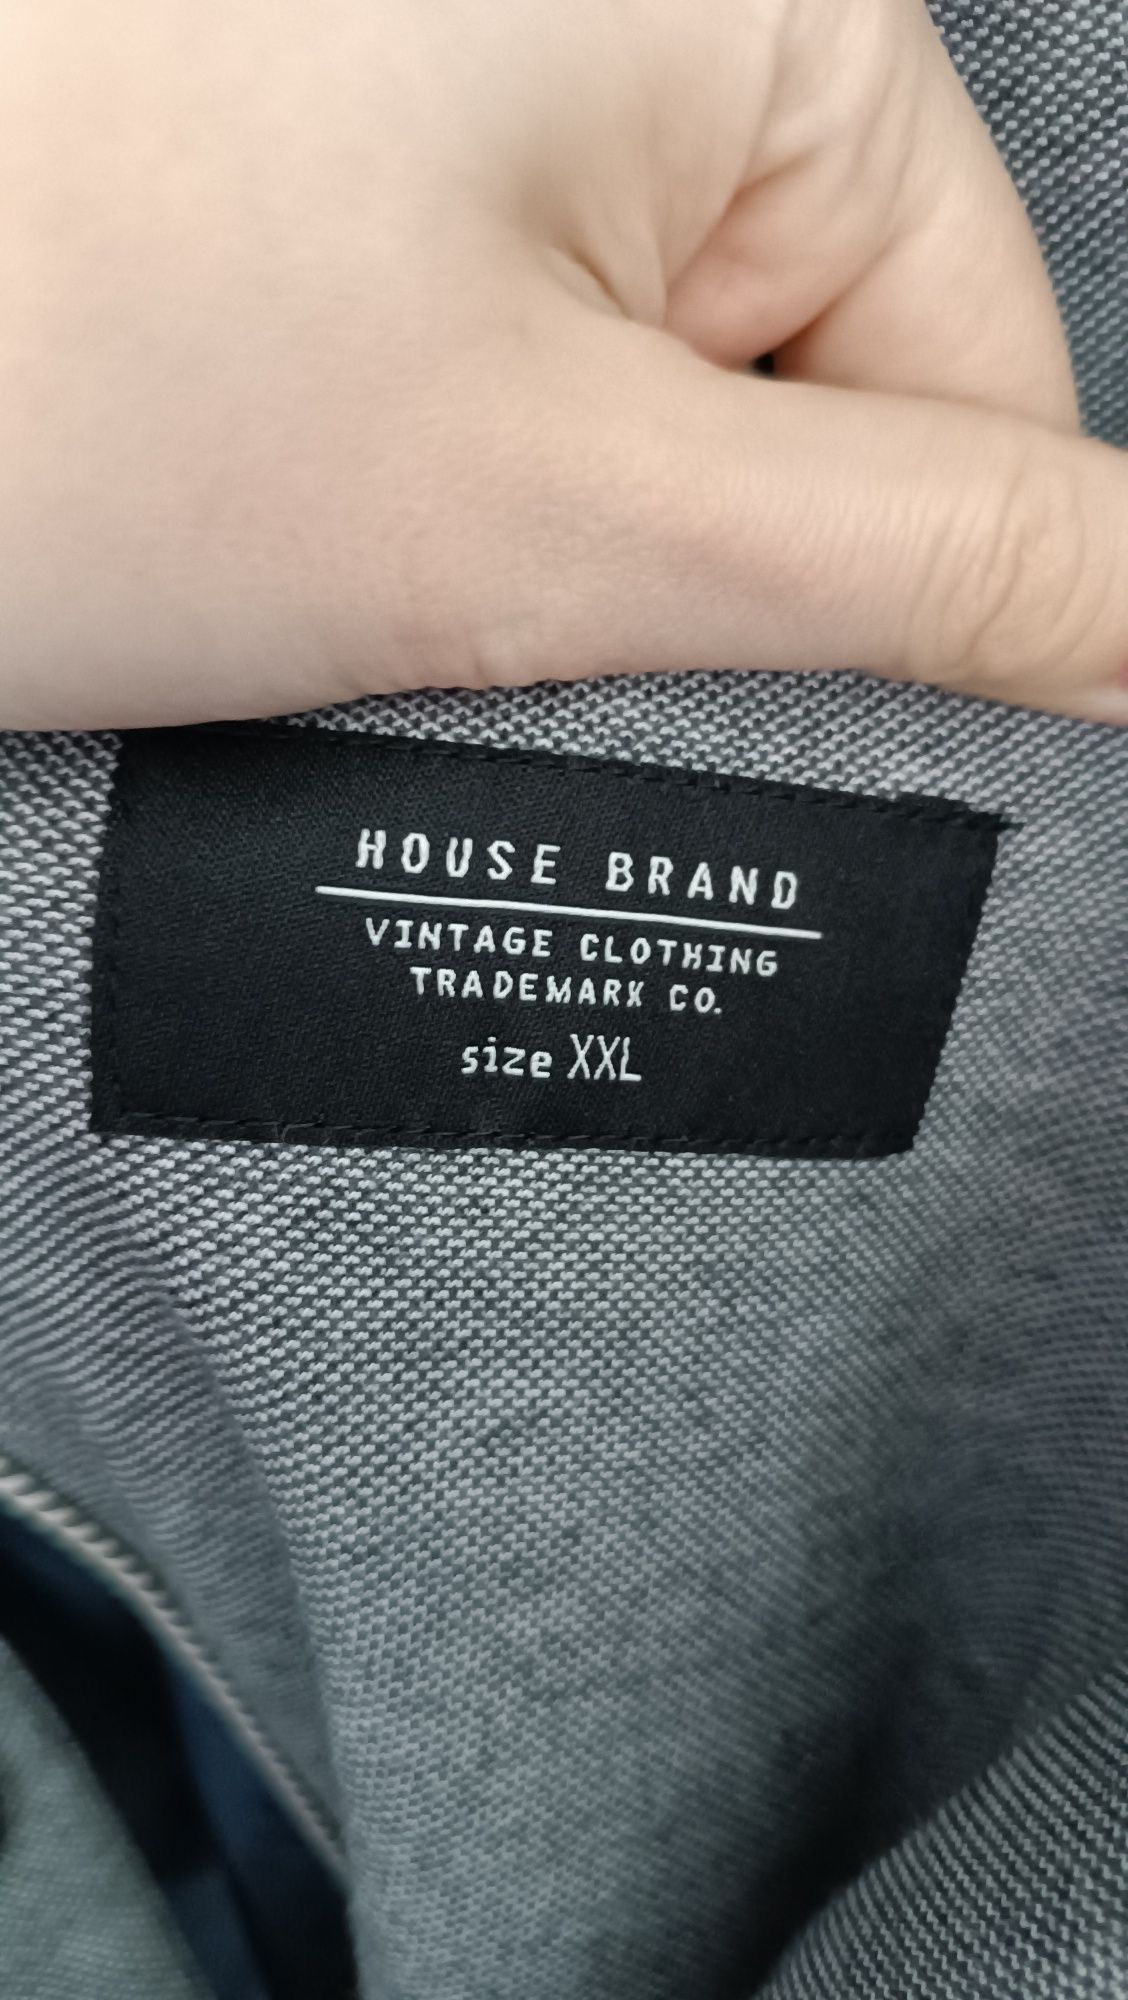 HOUSE BRAND
VINTAGE CLOTHING
TRADEMARK CO.
size XXL